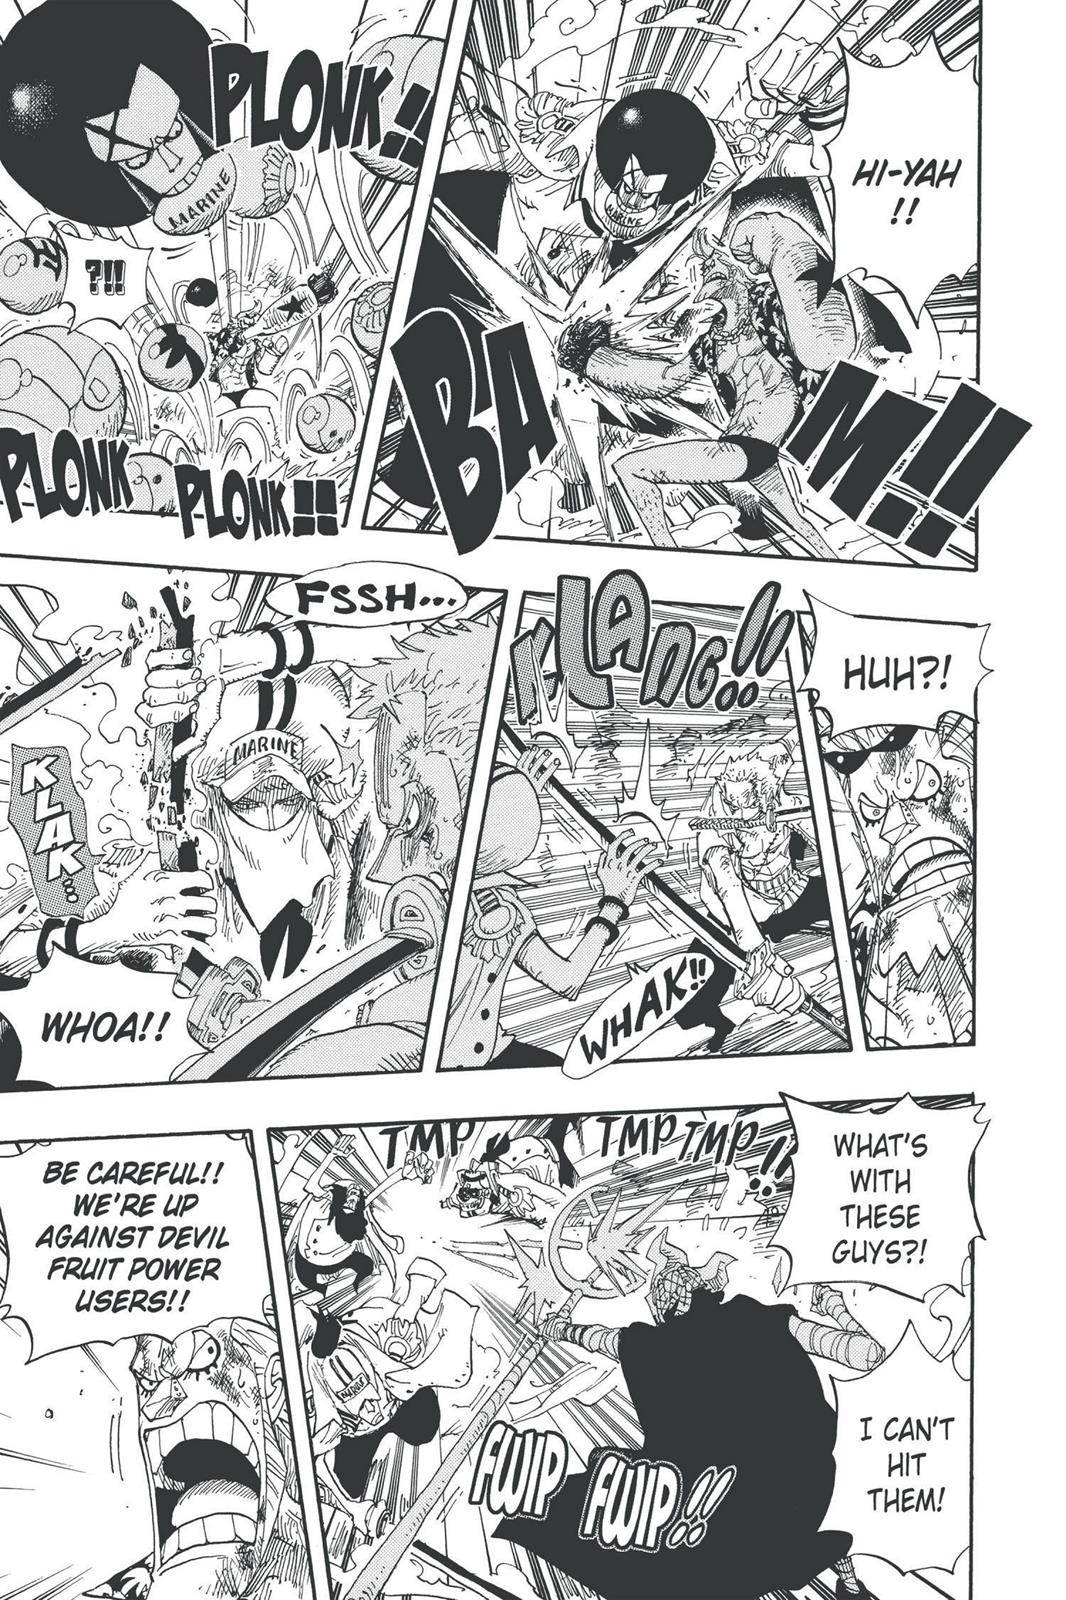 HI-YAH
!!
MARINE
BA
M!!
PLONK!!
MARINE
?!!
PLONK
PLONK!!
HUH?!
KLANG!!
WHAK!!
FSSH...
MARINE
KLAK...
WHOA!!
WHAT'S
WITH
THESE
GUYS?!
TMP
TMP TMP!!
MARINE
FWIP
FWIP!!
I CAN'T
HIT
THEM!
BE CAREFUL!!
WE'RE UP
AGAINST DEVIL
FRUIT POWER
USERS!!